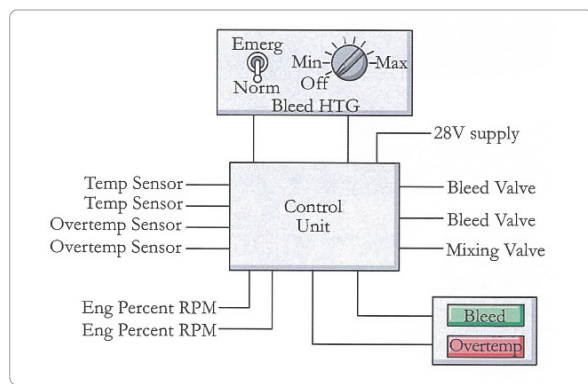 Emerg
Min
Max
Off
Norm
Bleed HTG
28V supply
Temp Sensor
Temp Sensor
Overtemp Sensor
Overtemp Sensor
Control
Unit
Bleed Valve
Bleed Valve
Mixing Valve
Eng Percent RPM
Eng Percent RPM
Bleed
Overtemp